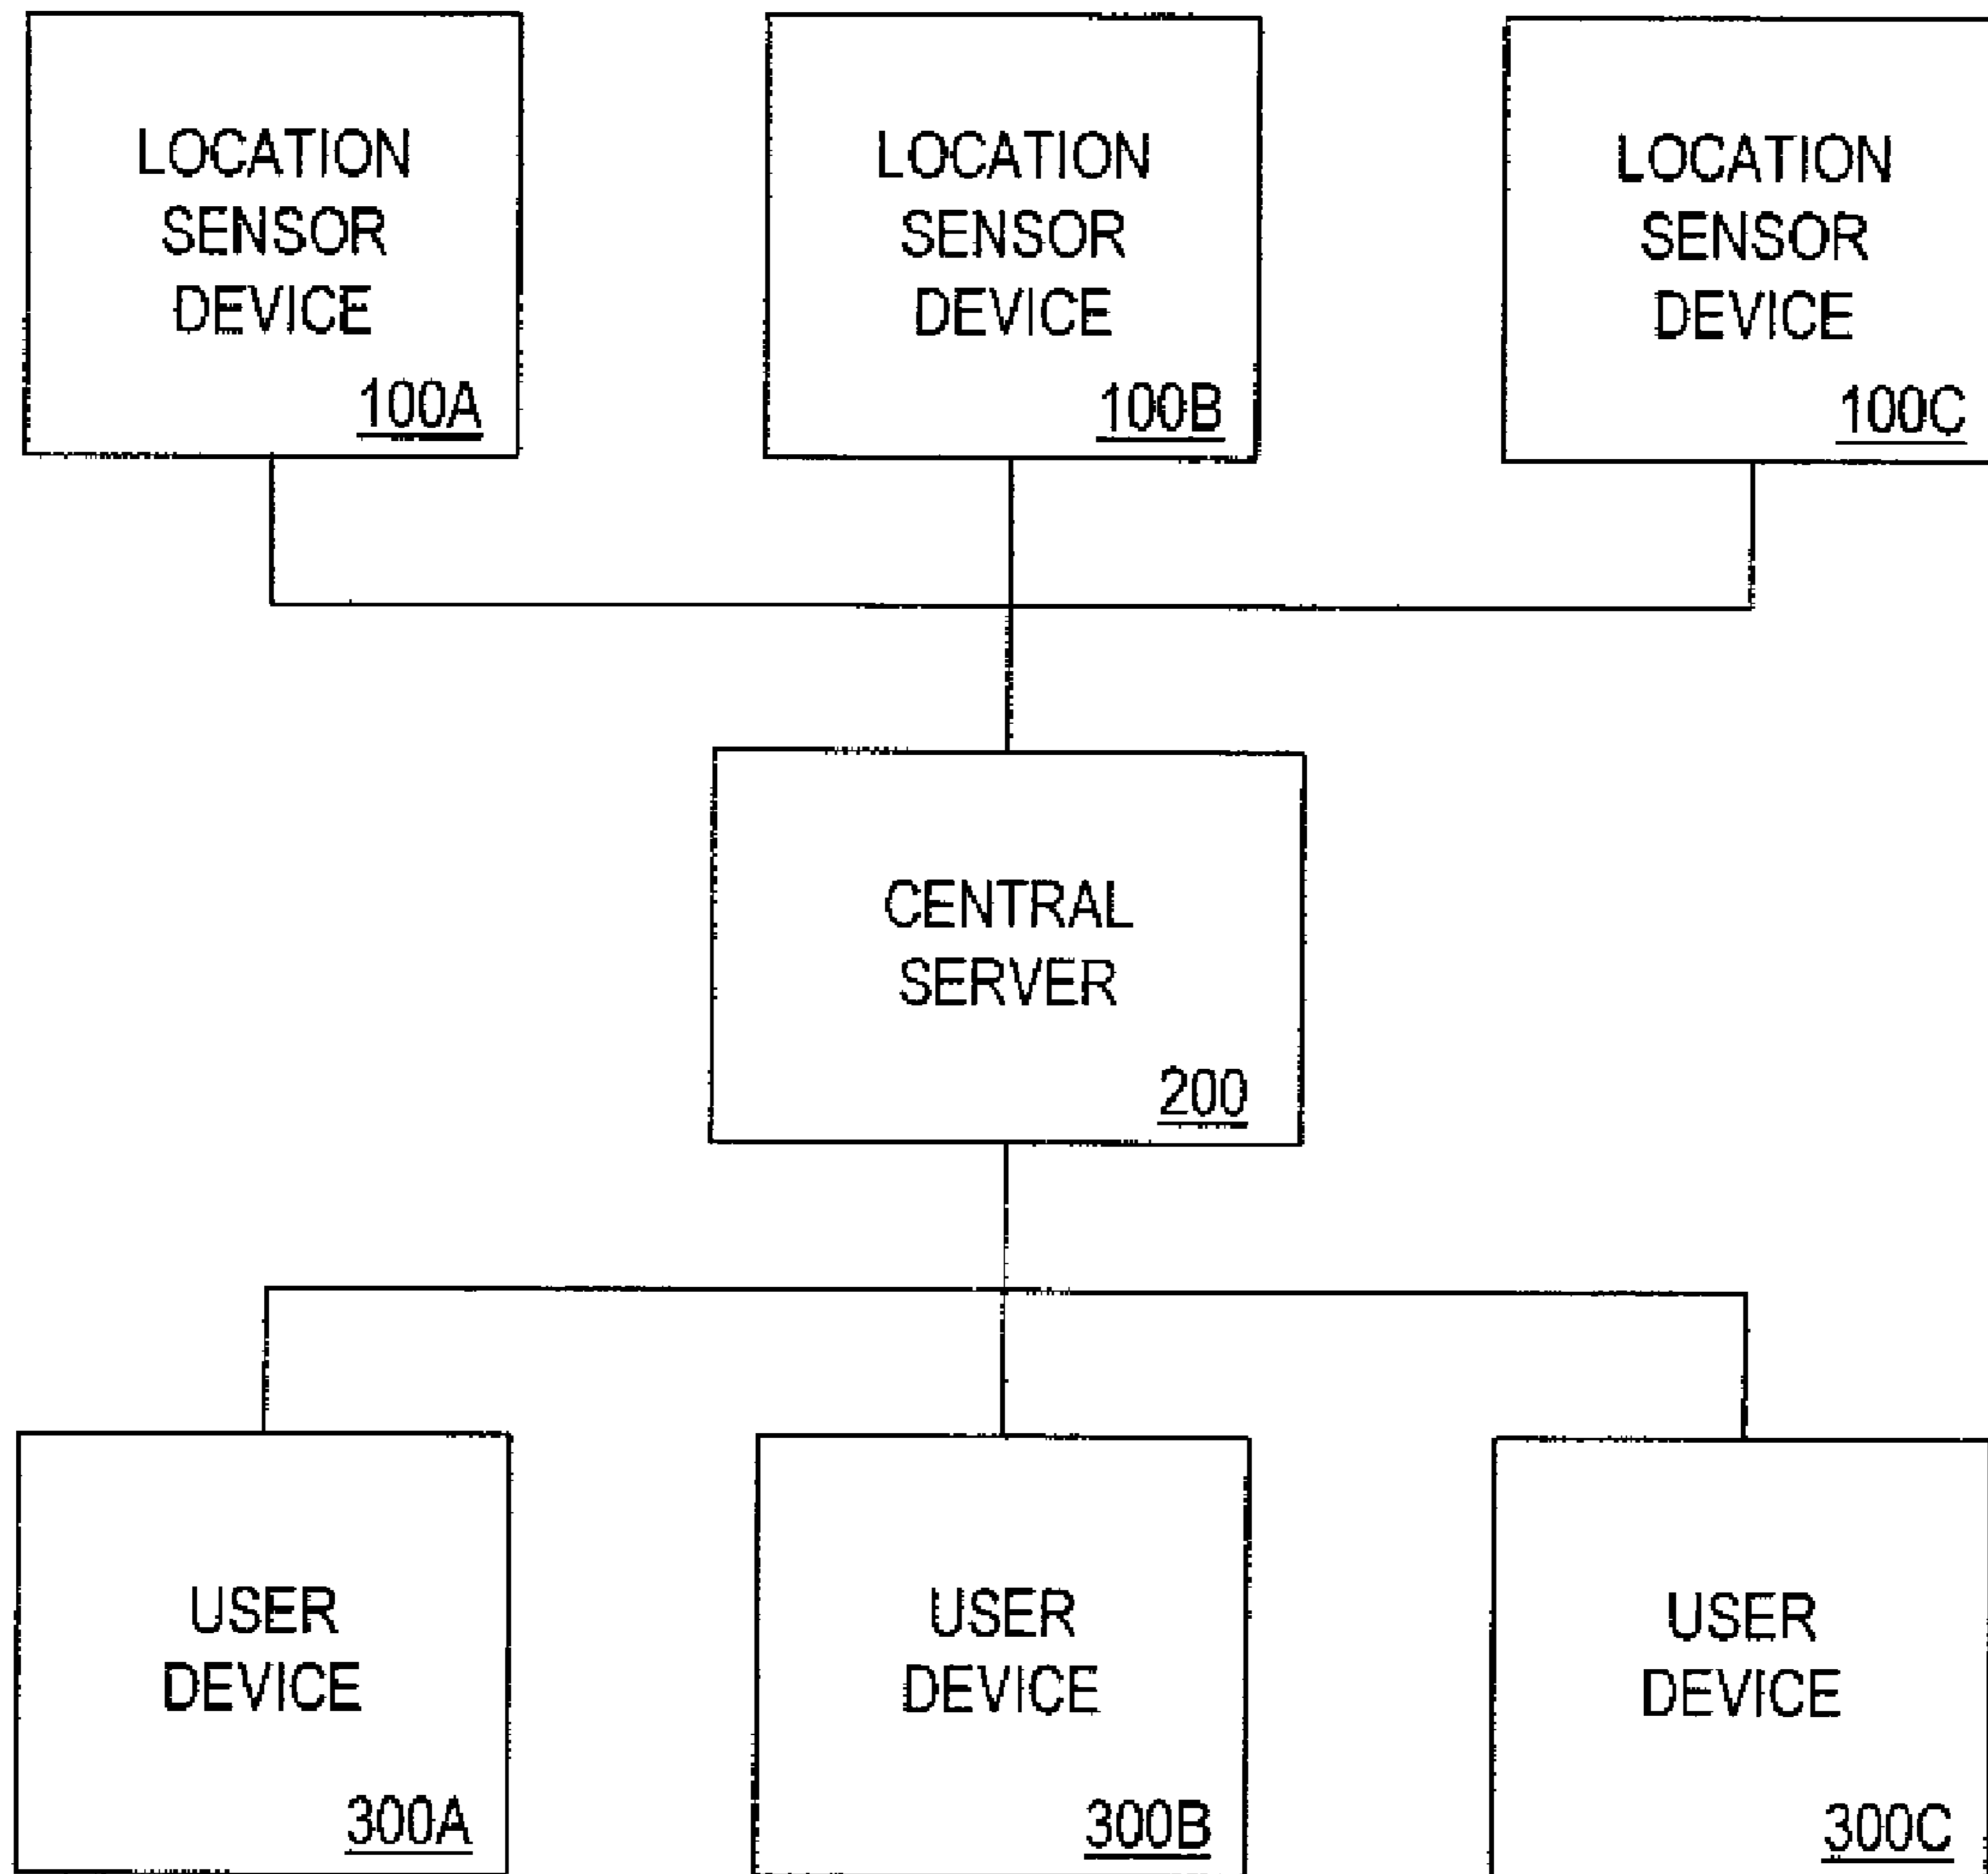 LOCATION
SENSOR
DEVICE
100A
LOCATION
SENSOR
DEVICE
100B
LOCATION
SENSOR
DEVICE
100C
CENTRAL
SERVER
200
USER
DEVICE
300A
USER
DEVICE
300B
USER
DEVICE
300C